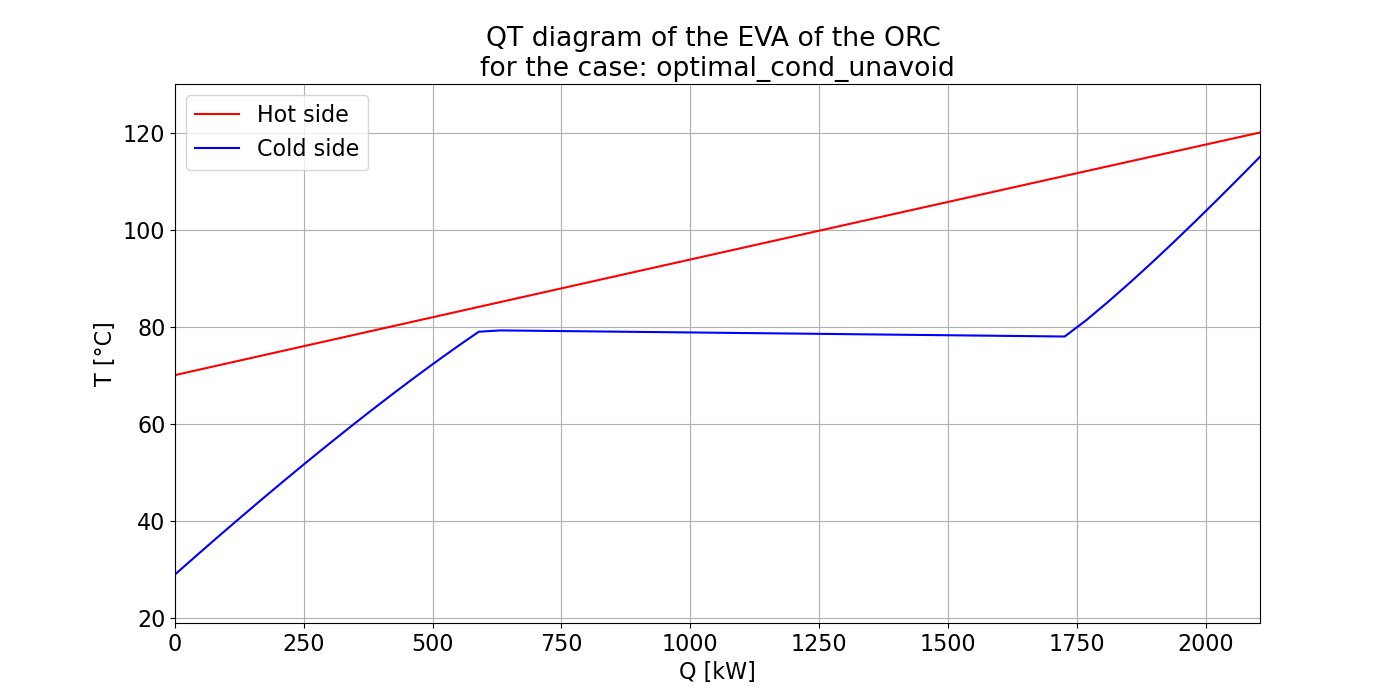 QT diagram of the EVA of the ORC
for the case: optimal_cond_unavoid
Hot side
Cold side
120
100
80
60
40
20
T [°C]
0 250 500 750 1000 1250 1500 1750 2000
Q [kW]